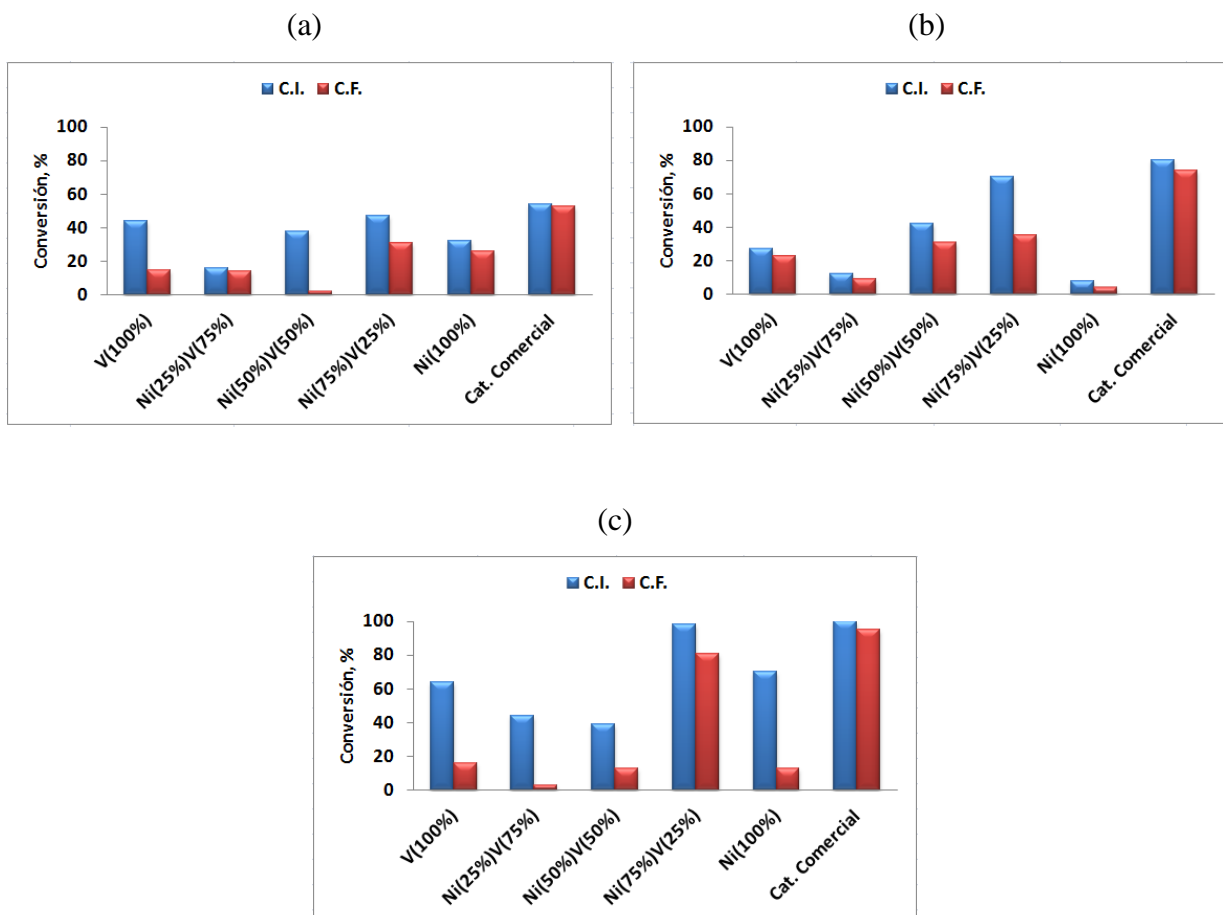 (a)
C.I. C.F.
Conversión, %
100
80
60
40
20
0
V(100%)
Ni(25%)V(75%)
Ni(50%)V(50%)
Ni(75%)V(25%)
Ni(100%)
Cat. Comercial
(b)
C.I. C.F.
Conversión, %
100
80
60
40
20
0
V(100%)
Ni(25%)V(75%)
Ni(50%)V(50%)
Ni(75%)V(25%)
Ni(100%)
Cat. Comercial
(c)
C.I. C.F.
Conversión, %
100
80
60
40
20
0
V(100%)
Ni(25%)V(75%)
Ni(50%)V(50%)
Ni(75%)V(25%)
Ni(100%)
Cat. Comercial